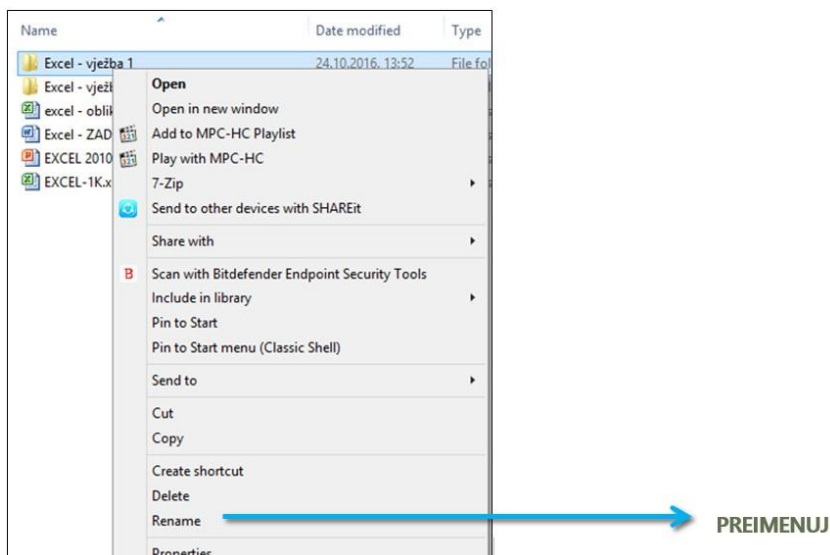 Name Date modified Type
Excel - vježba 1 24.10.2016. 13:52 File fol
Excel - vjež
excel - oblik
Excel - ZAD
EXCEL 2010
EXCEL-1K.x
Open
Open in new window
Add to MPC-HC Playlist
Play with MPC-HC
7-Zip
Send to other devices with SHAREit
Share with
Scan with Bitdefender Endpoint Security Tools
Include in library
Pin to Start
Pin to Start menu (Classic Shell)
Send to
Cut
Copy
Create shortcut
Delete
Rename PREIMENUJ
Properties